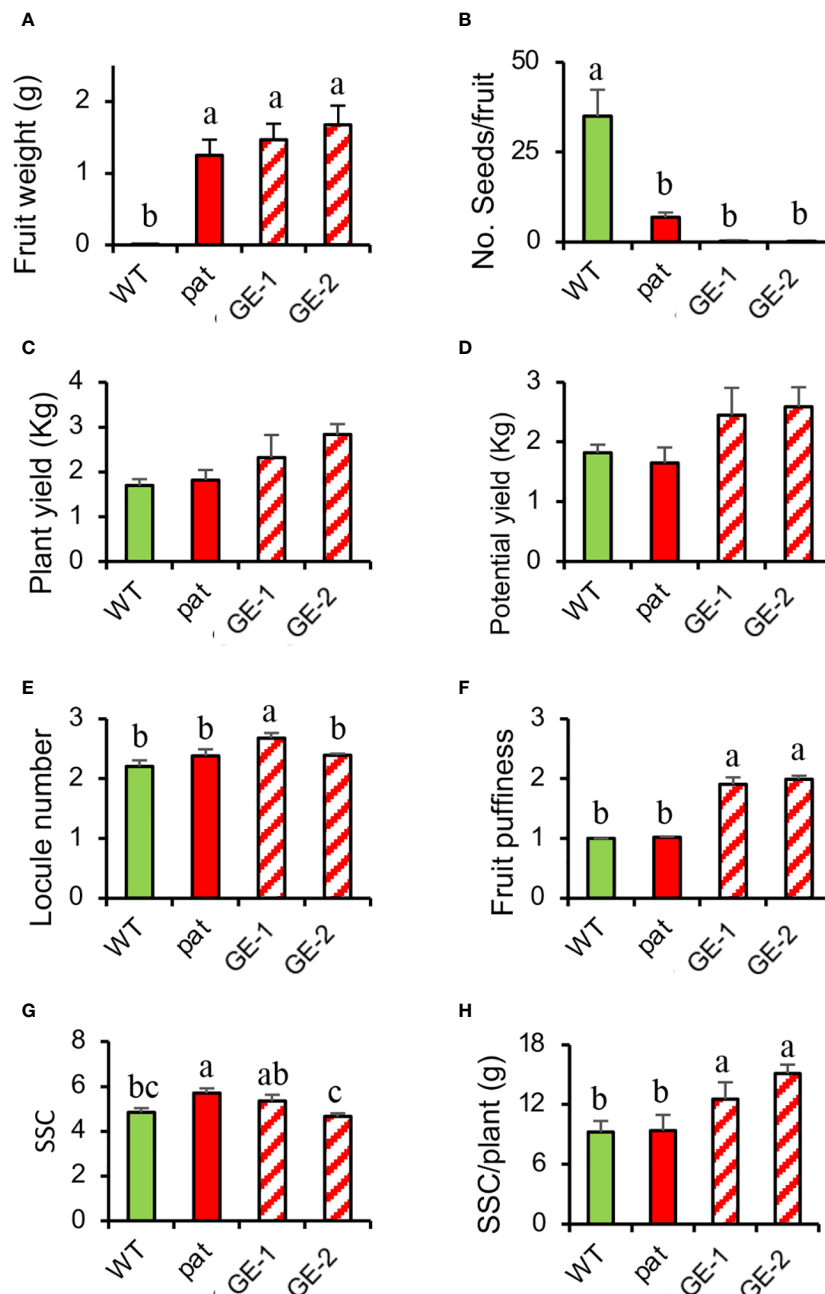 A
Fruit weight (g)
2
1
0
b
a
a
a
WT
pat
GE-1
GE-2
B
No. Seeds/fruit
50
25
0
a
b
b
b
WT
pat
GE-1
GE-2
C
Plant yield (Kg)
4
3
2
1
0
WT
pat
GE-1
GE-2
D
Potential yield (Kg)
3
2
1
0
WT
pat
GE-1
GE-2
E
Locule number
3
2
1
0
b
b
a
b
WT
pat
GE-1
GE-2
F
Fruit puffiness
3
2
1
0
b
b
a
a
WT
pat
GE-1
GE-2
G
SSC
8
6
4
2
0
bc
a
ab
c
WT
pat
GE-1
GE-2
H
SSC/plant (g)
18
12
6
0
b
b
a
a
WT
pat
GE-1
GE-2